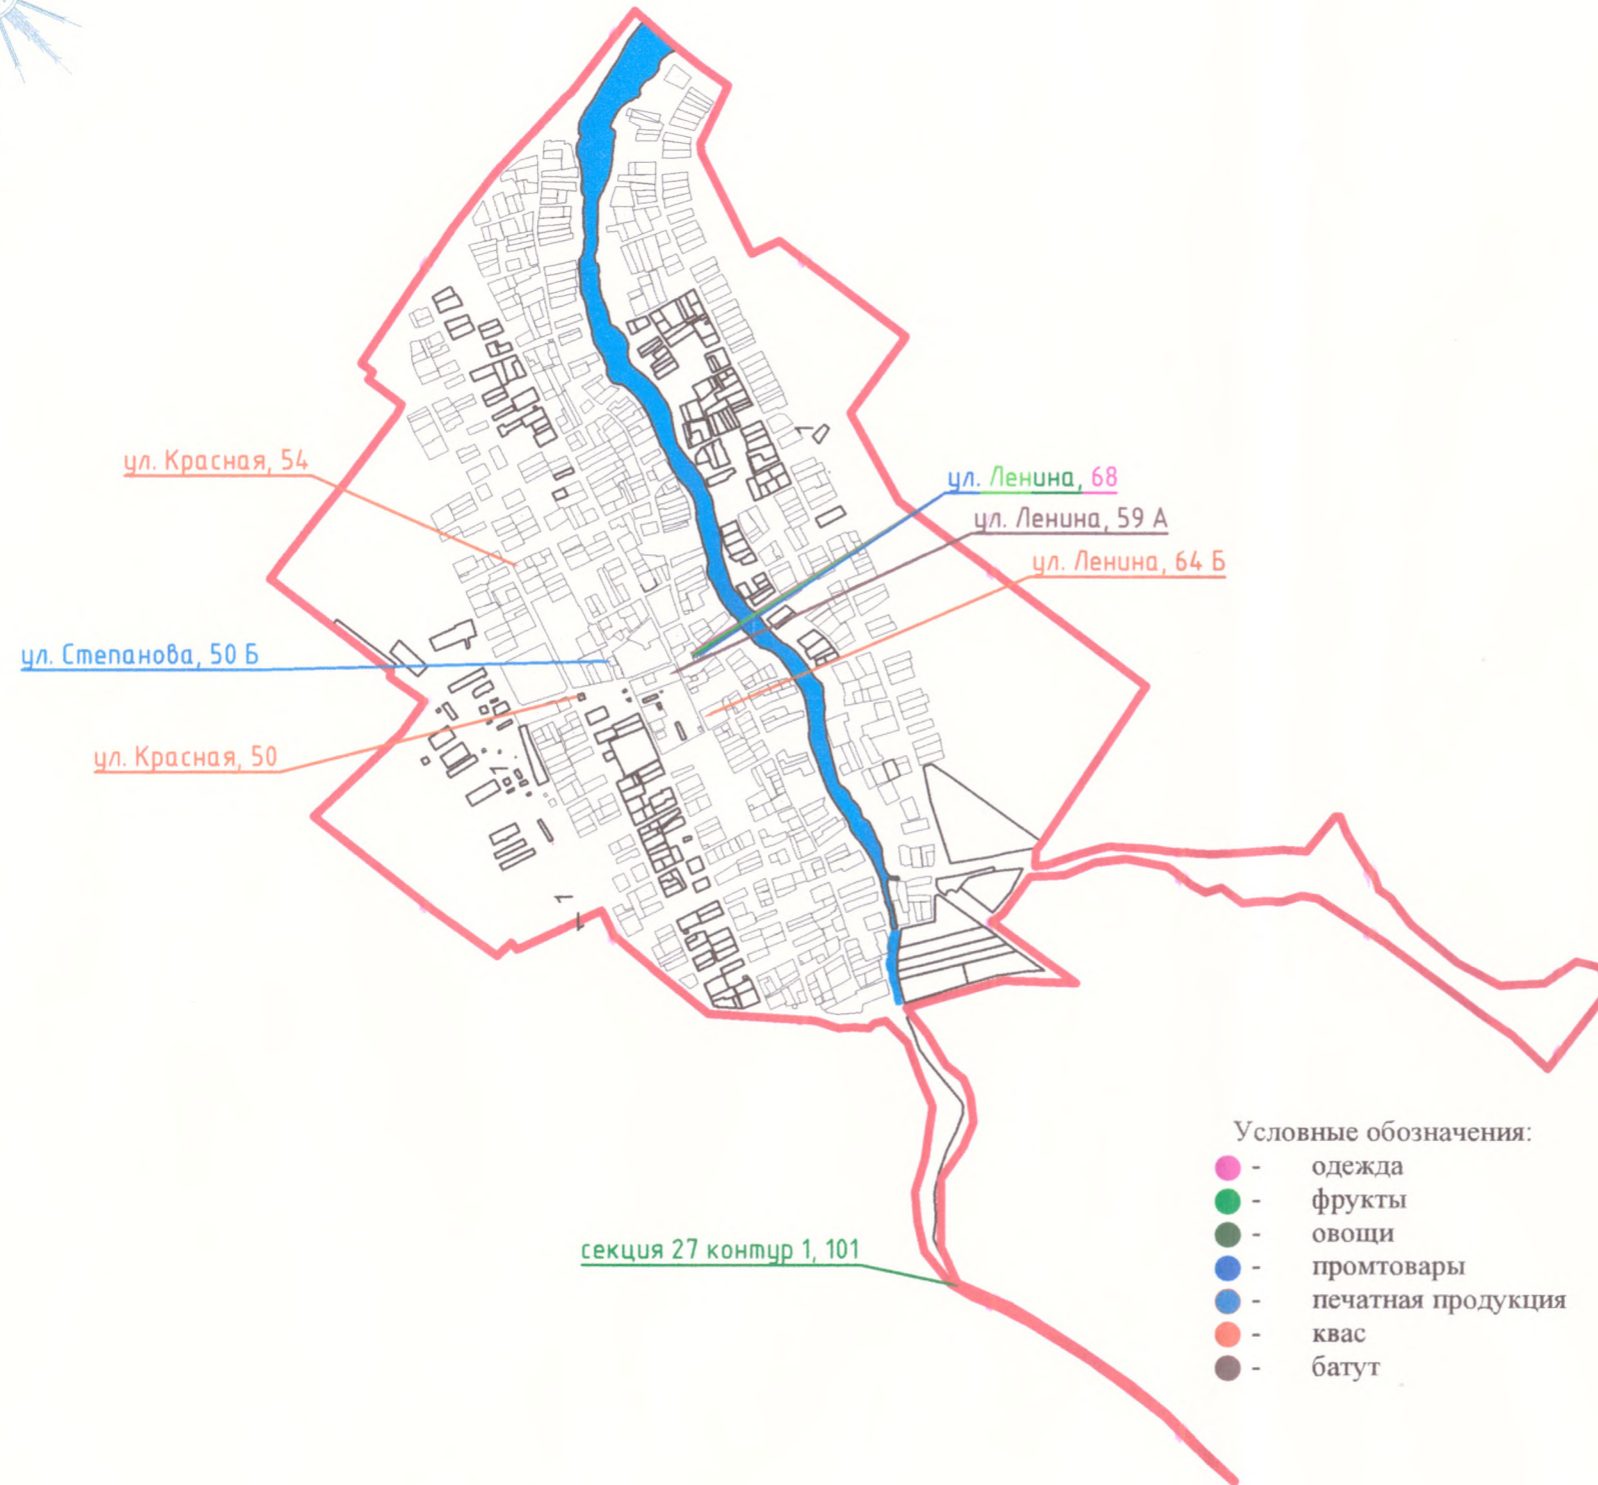 ул. Красная, 54
ул. Ленина, 68
ул. Ленина, 59 А
ул. Ленина, 64 Б
ул. Степанова, 50 Б
ул. Красная, 50
секция 27 контур 1, 101
Условные обозначения:
- одежда
- фрукты
- овощи
- промтовары
- печатная продукция
- квас
- батут